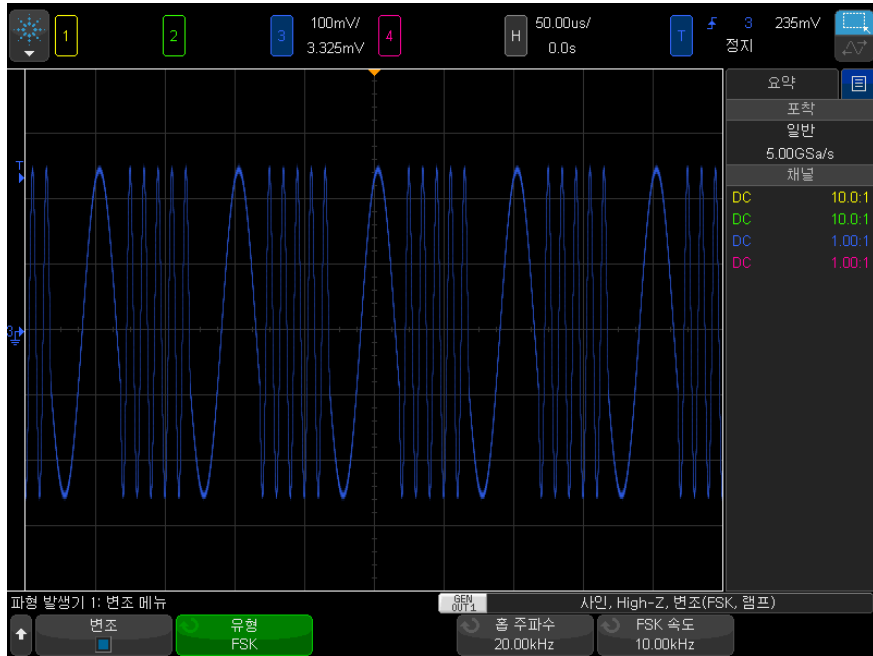 1 2 3 100mV/ 3.325mV 4 H 50.00us/ 0.0s T 3 235mV 정지
요약
포착
일반
5.00GSa/s
채널
DC 10.0:1
DC 10.0:1
DC 1.00:1
DC 1.00:1
T
3
파형 발생기 1: 변조 메뉴 GEN OUT 1 사인, High-Z, 변조(FSK, 램프)
변조 유형 FSK 홉 주파수 20.00kHz FSK 속도 10.00kHz